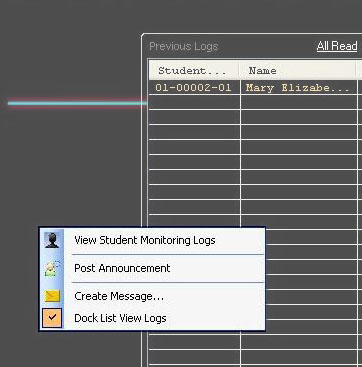 Previous Logs All Read
Student... Name
01-00002-01 Mary Elizabe...
View Student Monitoring Logs
Post Announcement
Create Message...
Dock List View Logs